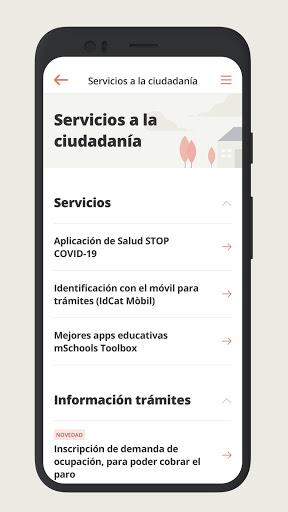 Servicios a la ciudadanía
Servicios a la
ciudadanía
Servicios
Aplicación de Salud STOP
COVID-19
Identificación con el móvil para
trámites (IdCat Mòbil)
Mejores apps educativas
mSchools Toolbox
Información trámites
NOVEDAD
Inscripción de demanda de
ocupación, para poder cobrar el
paro